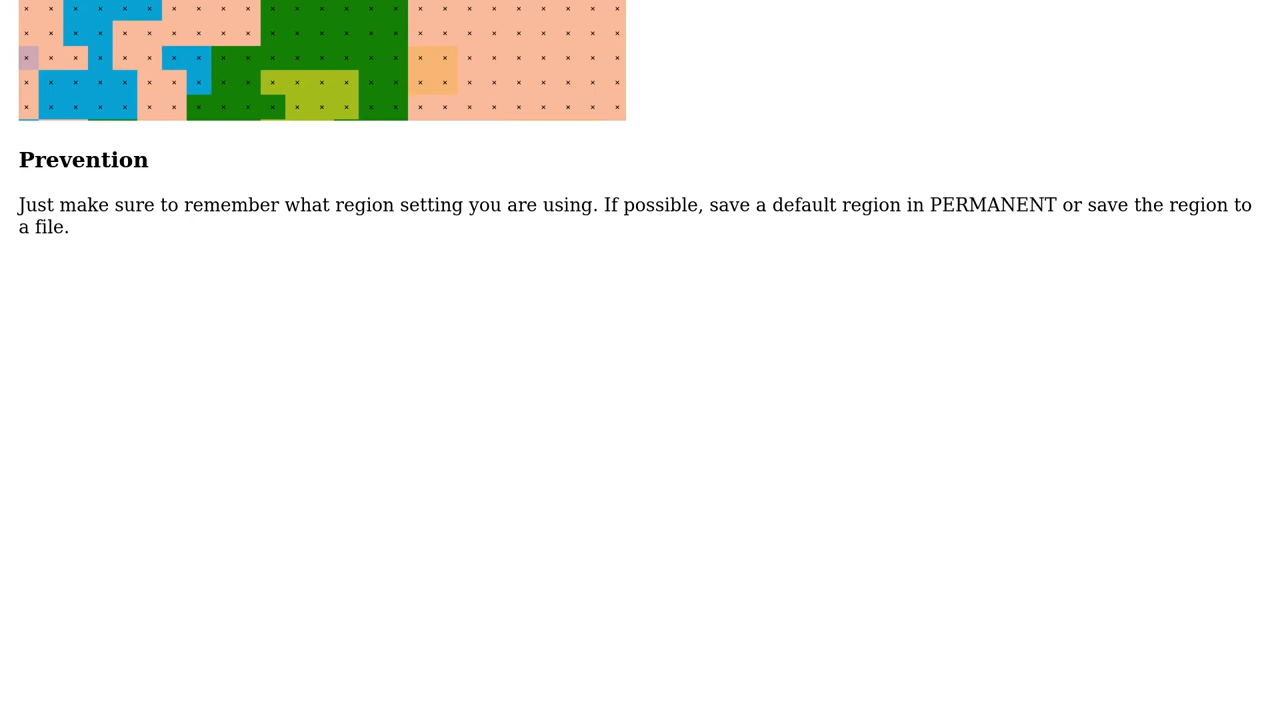 Prevention
Just make sure to remember what region setting you are using. If possible, save a default region in PERMANENT or save the region to
a file.